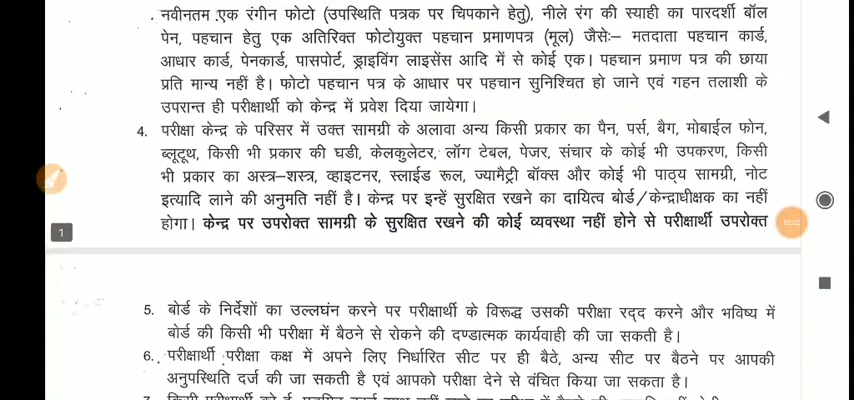 नवीनतम एक रंगीन फोटो (उपस्थिति पत्रक पर चिपकाने हेतु), नीले रंग की स्याही का पारदर्शी बॉल
पेन, पहचान हेतु एक अतिरिक्त फोटोयुक्त पहचान प्रमाणपत्र (मूल) जैसेः– मतदाता पहचान कार्ड,
आधार कार्ड, पेनकार्ड, पासपोर्ट, ड्राइविंग लाइसेंस आदि में से कोई एक। पहचान प्रमाण पत्र की छाया
प्रति मान्य नहीं है। फोटो पहचान पत्र के आधार पर पहचान सुनिश्चित हो जाने एवं गहन तलाशी के
उपरान्त ही परीक्षार्थी को केन्द्र में प्रवेश दिया जायेगा।
4. परीक्षा केन्द्र के परिसर में उक्त सामग्री के अलावा अन्य किसी प्रकार का पैन, पर्स, बैग, मोबाईल फोन,
ब्लूटूथ, किसी भी प्रकार की घडी, केलकुलेटर, लॉग टेबल, पेजर, संचार के कोई भी उपकरण, किसी
भी प्रकार का अस्त्र–शस्त्र, व्हाइटनर, स्लाईड रूल, ज्यामैट्री बॉक्स और कोई भी पाठ्य सामग्री, नोट
इत्यादि लाने की अनुमति नहीं है। केन्द्र पर इन्हें सुरक्षित रखने का दायित्व बोर्ड/केन्द्राधीक्षक का नहीं
होगा। केन्द्र पर उपरोक्त सामग्री के सुरक्षित रखने की कोई व्यवस्था नहीं होने से परीक्षार्थी उपरोक्त
1
5. बोर्ड के निर्देशों का उल्लघंन करने पर परीक्षार्थी के विरूद्ध उसकी परीक्षा रद्द करने और भविष्य में
बोर्ड की किसी भी परीक्षा में बैठने से रोकने की दण्डात्मक कार्यवाही की जा सकती है।
6. परीक्षार्थी परीक्षा कक्ष में अपने लिए निर्धारित सीट पर ही बैठे, अन्य सीट पर बैठने पर आपकी
अनुपस्थिति दर्ज की जा सकती है एवं आपको परीक्षा देने से वंचित किया जा सकता है।